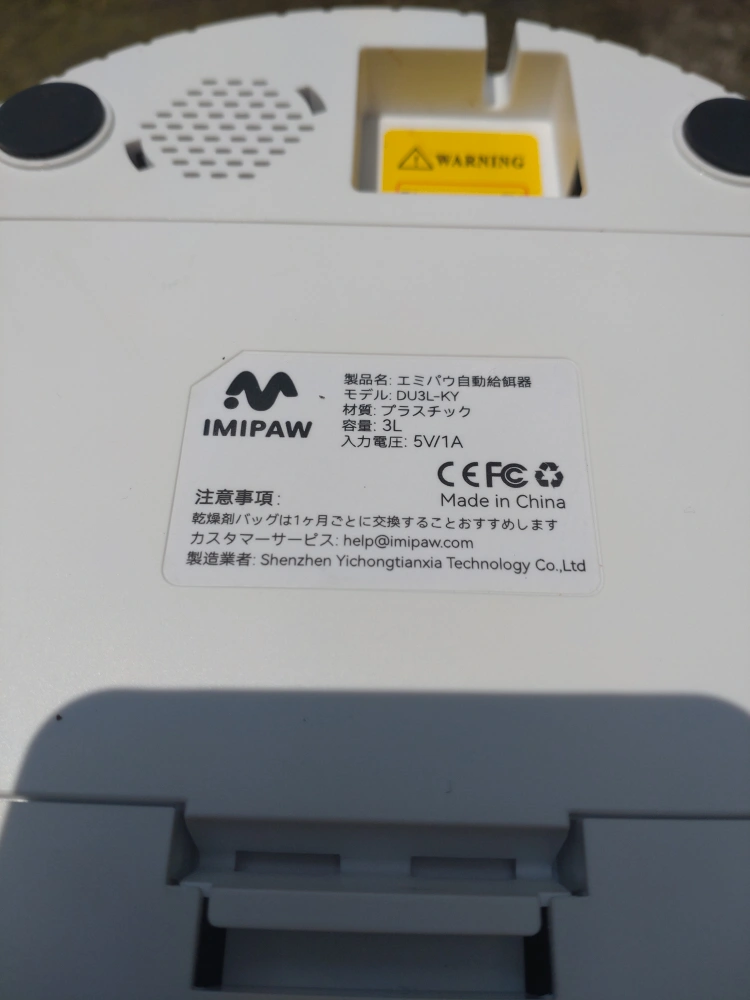 WARNING
IMIPAW
製品名: エミパウ自動給餌器
モデル: DU3L-KY
材質: プラスチック
容量: 3L
入力電圧: 5V/1A
CE FC
Made in China
注意事項:
乾燥剤バッグは1ヶ月ごとに交換することおすすめします
カスタマーサービス: help@imipaw.com
製造業者: Shenzhen Yichongtianxia Technology Co.,Ltd